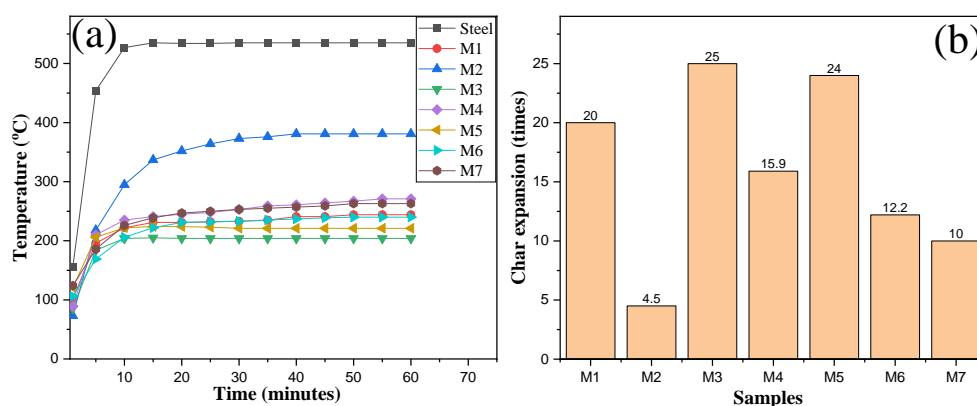 (a)
Temperature (ºC)
500
400
300
200
100
0
10 20 30 40 50 60 70
Time (minutes)
Steel
M1
M2
M3
M4
M5
M6
M7
(b)
Char expansion (times)
25
20
15
10
5
0
20
4.5
25
15.9
24
12.2
10
M1 M2 M3 M4 M5 M6 M7
Samples